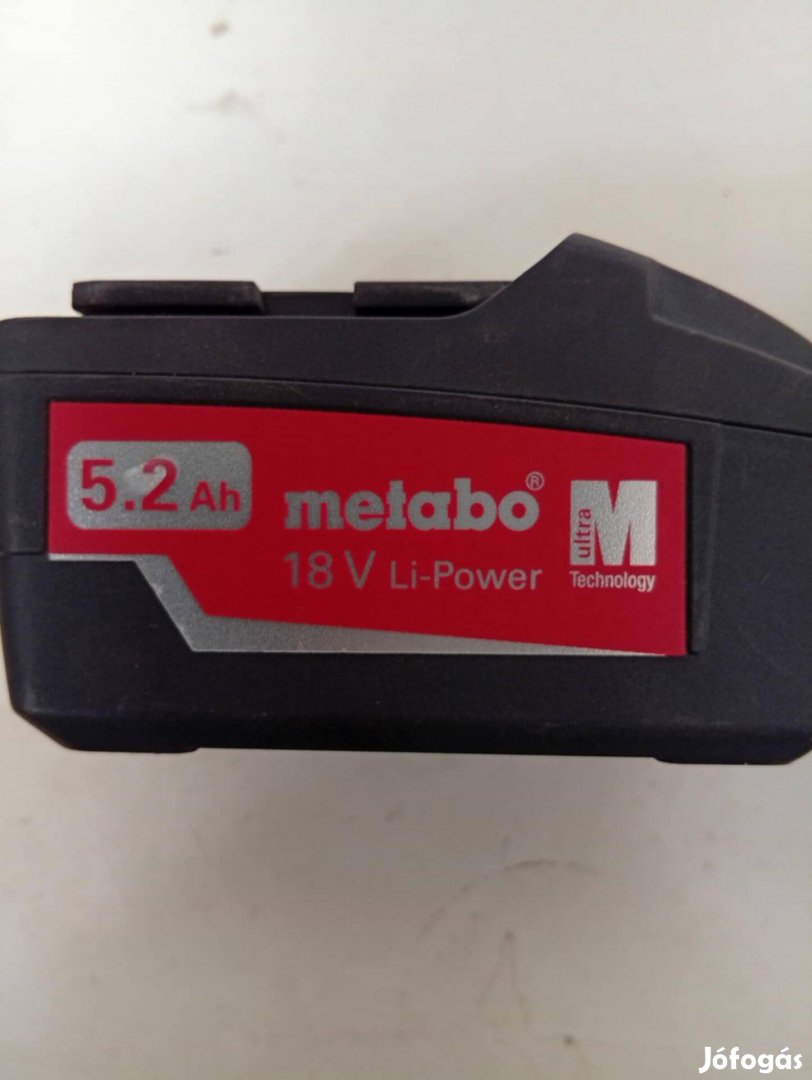 5.2 Ah
metabo®
18 V Li-Power
ultra M
Technology
Jófogás